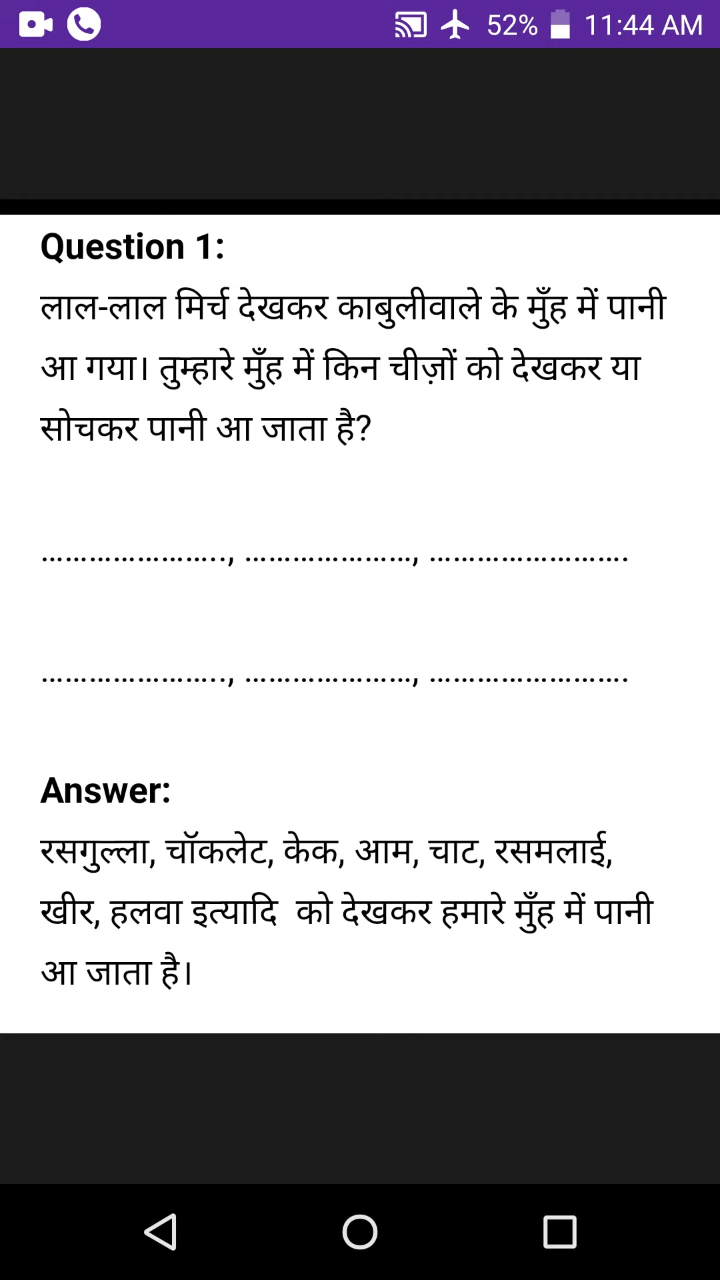 52% 11:44 AM
Question 1:
लाल-लाल मिर्च देखकर काबुलीवाले के मुँह में पानी
आ गया। तुम्हारे मुँह में किन चीज़ों को देखकर या
सोचकर पानी आ जाता है?
………………….., …………………, …………………….
………………….., …………………, …………………….
Answer:
रसगुल्ला, चॉकलेट, केक, आम, चाट, रसमलाई,
खीर, हलवा इत्यादि  को देखकर हमारे मुँह में पानी
आ जाता है।